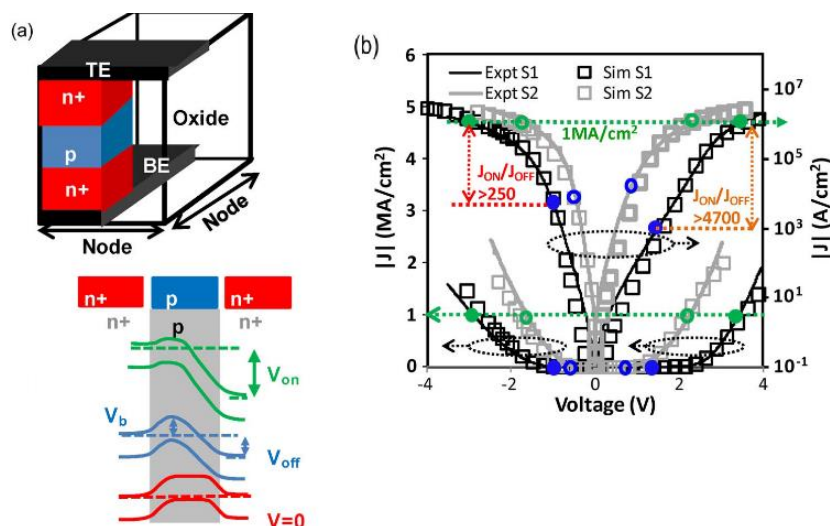 (a)
TE
n+
p
n+
BE
Oxide
Node
Node
n+
p
n+
n+
p
n+
Von
Vb
Voff
V=0
(b)
Expt S1
Sim S1
Expt S2
Sim S2
1MA/cm²
JON/JOFF
>250
JON/JOFF
>4700
|J| (MA/cm²)
6
5
4
3
2
1
0
|J| (A/cm²)
10⁷
10⁵
10³
10¹
10⁻¹
-4
-2
0
2
4
Voltage (V)